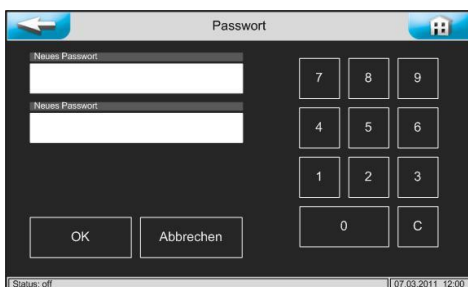 Passwort
Neues Passwort
Neues Passwort
7 8 9
4 5 6
1 2 3
0 C
OK Abbrechen
Status: off 07.03.2011 12:00